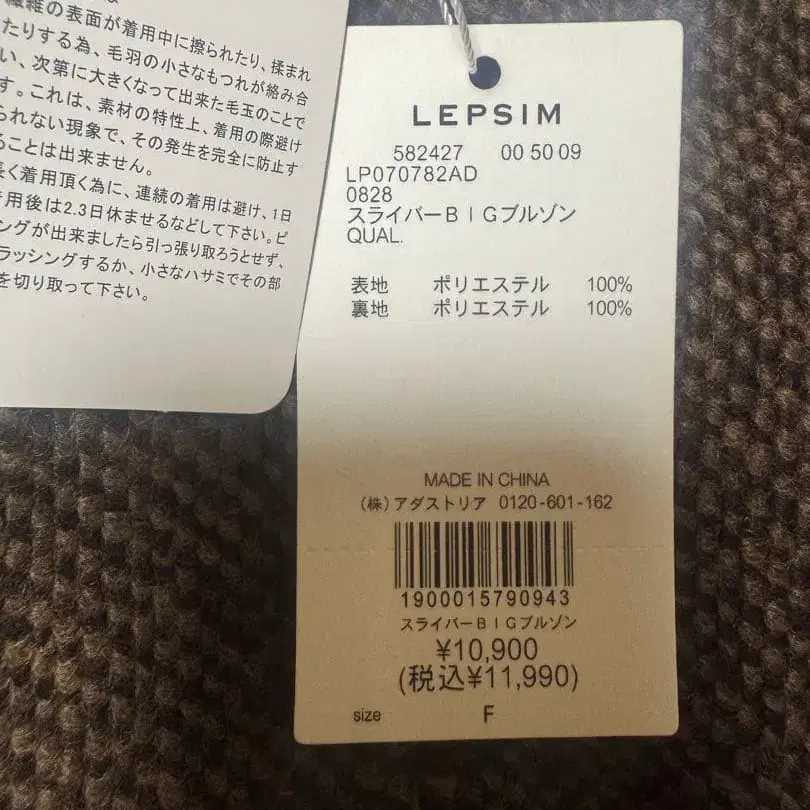 繊維の表面が着用中に擦られたり、揉まれ
たりする為、毛羽の小さなもつれが絡み合
い、次第に大きくなって出来た毛玉のことで
す。これは、素材の特性上、着用の際避け
られない現象で、その発生を完全に防止す
ることは出来ません。
長く着用頂く為に、連続の着用は避け、1日
着用後は2.3日休ませるなどして下さい。ピ
ングが出来ましたら引っ張り取ろうとせず、
ラッシングするか、小さなハサミでその部
を切り取って下さい。
LEPSIM
582427 00 50 09
LP070782AD
0828
スライバーBIGブルゾン
QUAL.
表地 ポリエステル 100%
裏地 ポリエステル 100%
MADE IN CHINA
(株)アダストリア 0120-601-162
1900015790943
スライバーBIGブルゾン
¥10,900
(税込¥11,990)
size F